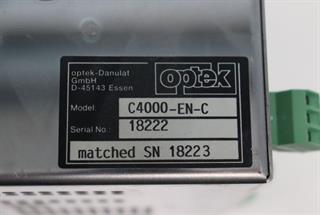 optek-Danulat
GmbH
D-45143 Essen
optek
Model: C4000-EN-C
Serial No.: 18222
matched SN 18223